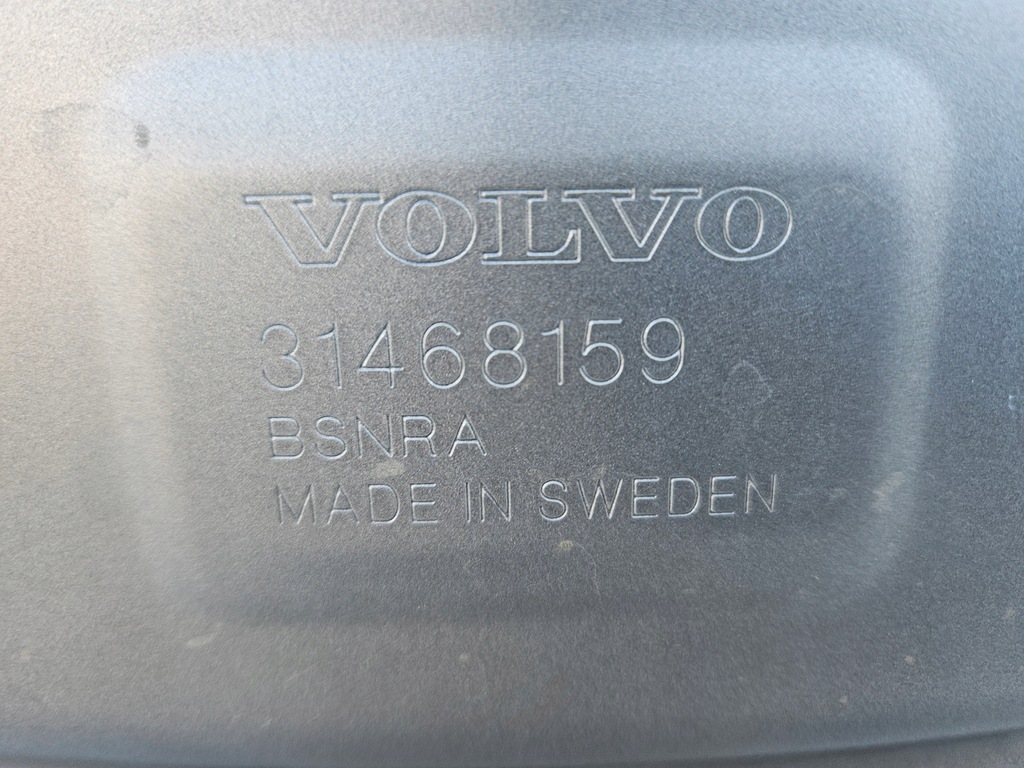 VOLVO
31468159
BSNRA
MADE IN SWEDEN